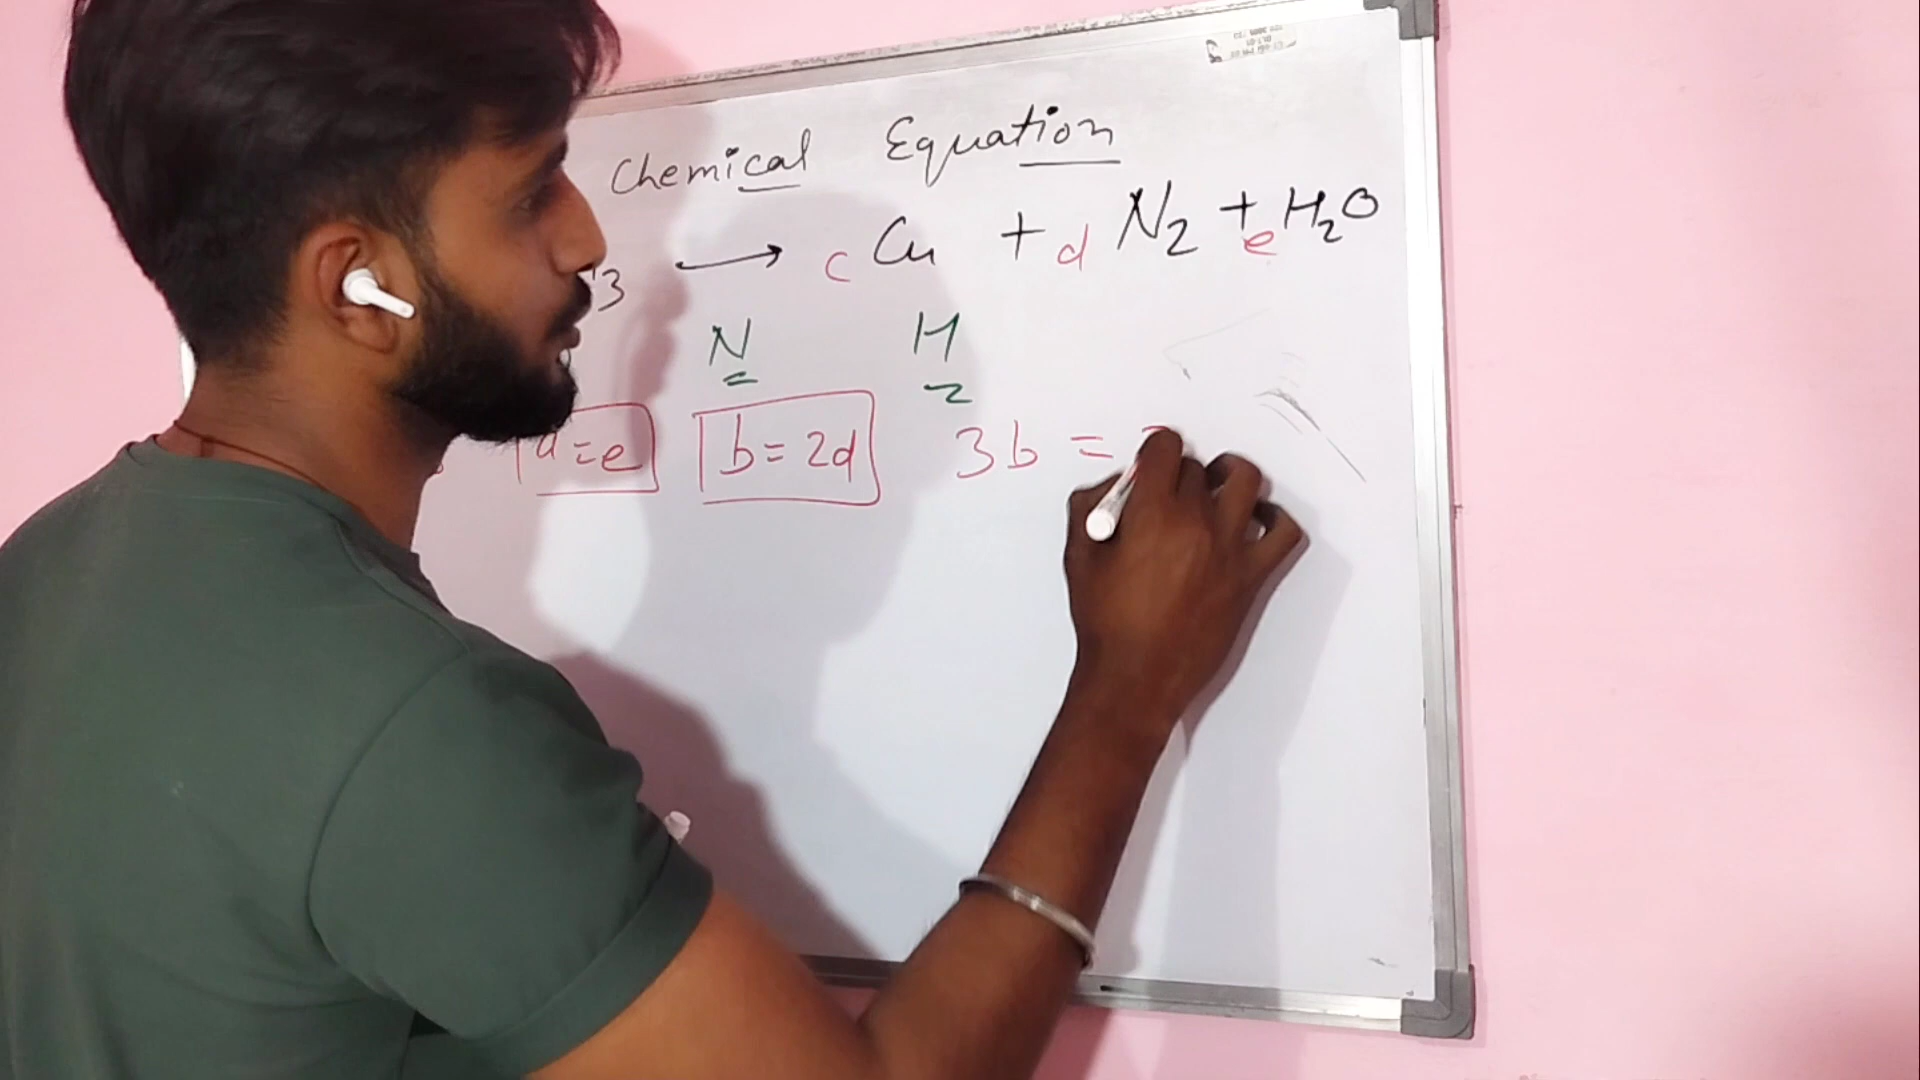 Chemical Equation
3 → c Cu + d N2 + e H2O
N H
a=e b=2d 3b =